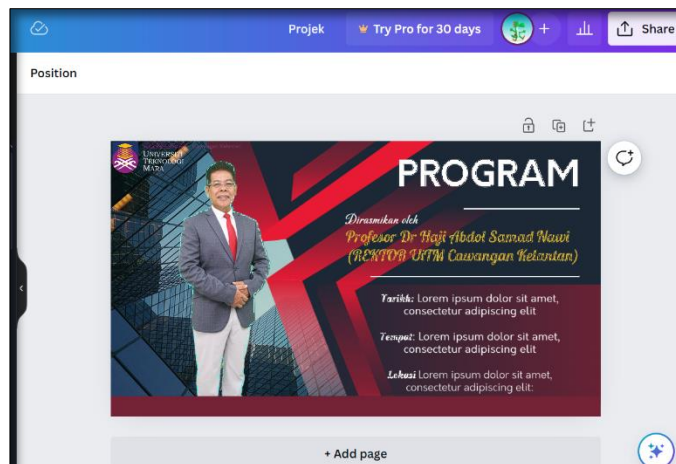 Projek
Try Pro for 30 days
+
Share
Position
UNIVERSITI
TEKNOLOGI
MARA
PROGRAM
Dirasmikan oleh
Profesor Dr Haji Abdol Samad Nawi
(REKTOR UiTM Cawangan Kelantan)
Tarikh: Lorem ipsum dolor sit amet,
consectetur adipiscing elit
Tempat: Lorem ipsum dolor sit amet,
consectetur adipiscing elit
Lokasi Lorem ipsum dolor sit amet,
consectetur adipiscing elit:
+ Add page